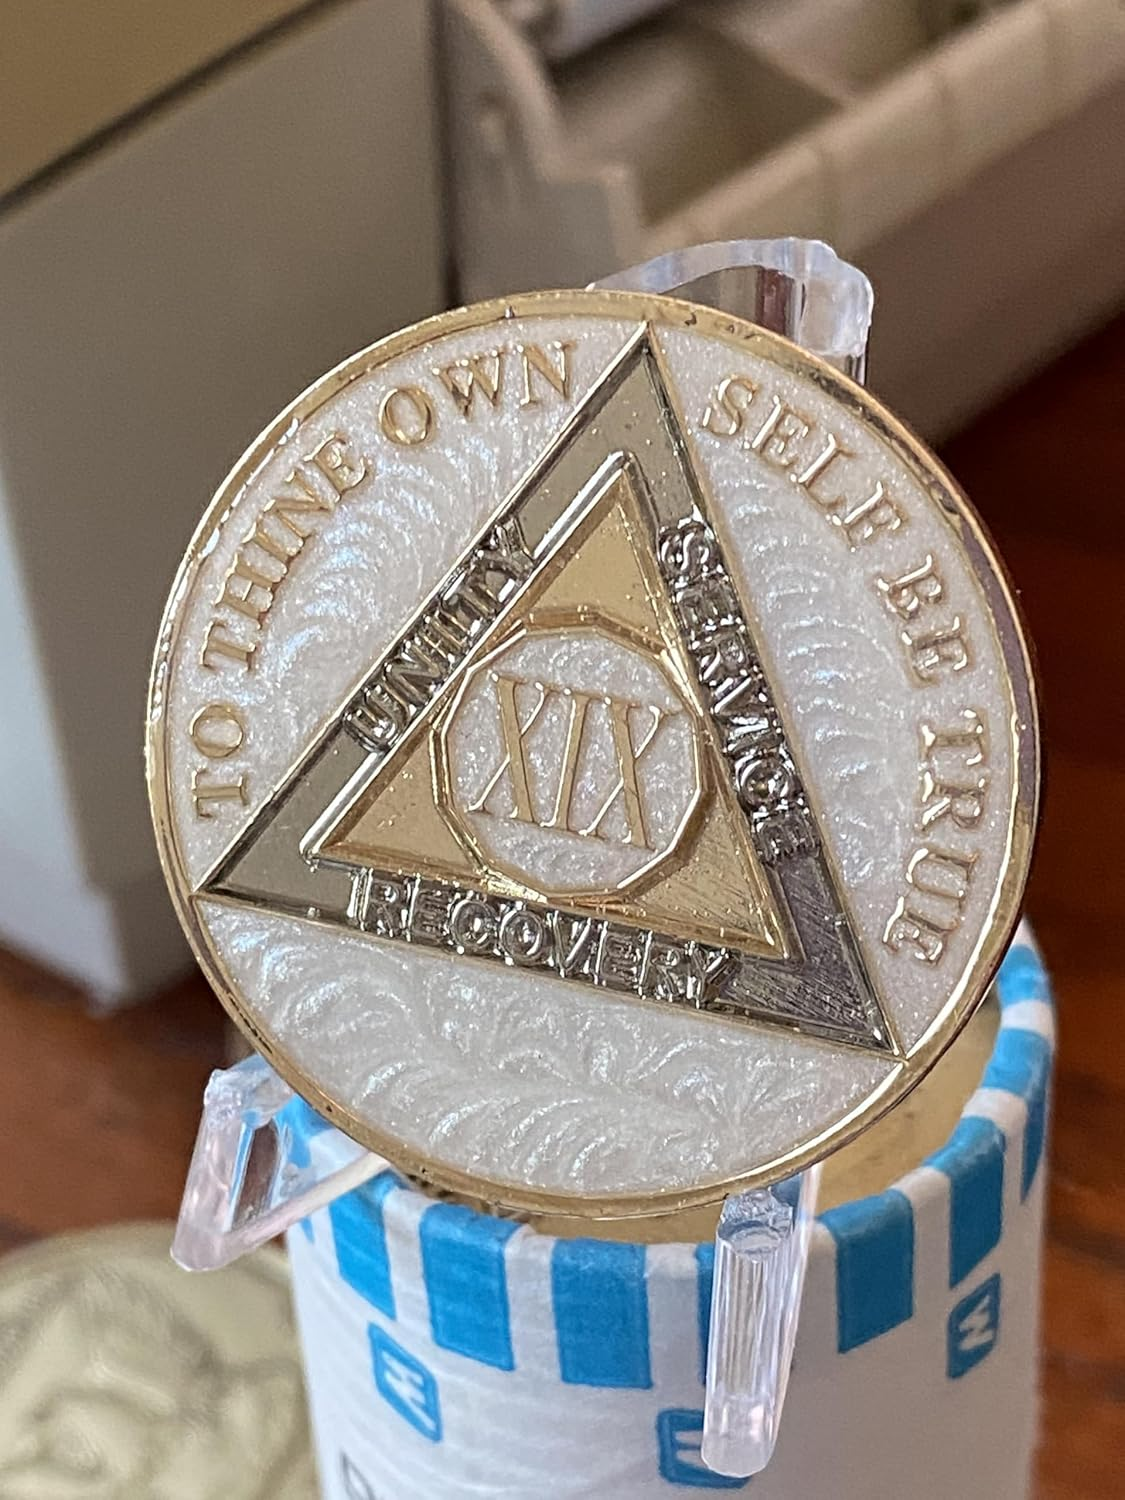 TO THINE OWN SELF BE TRUE
UNITY
SERVICE
RECOVERY
XIX